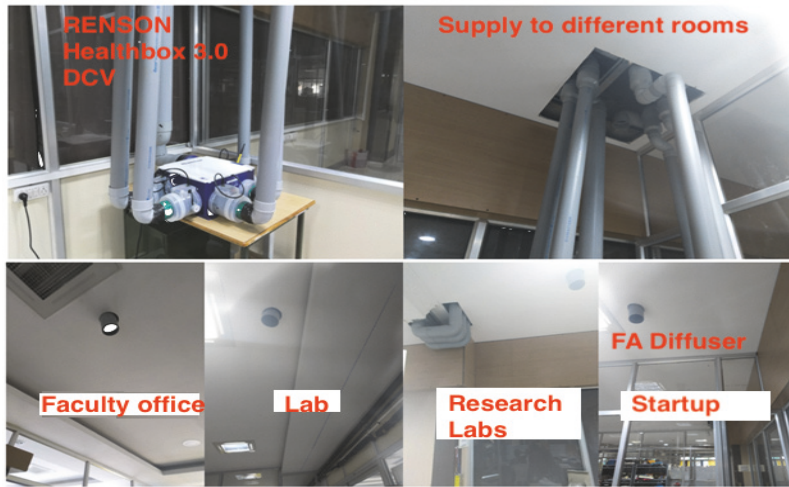 RENSON
Healthbox 3.0
DCV
Supply to different rooms
Faculty office
Lab
Research
Labs
FA Diffuser
Startup